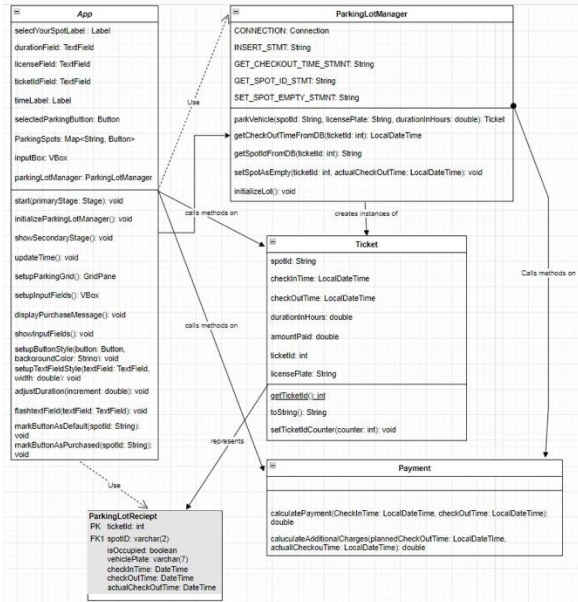 App
selectYourSpotLabel : Label
durationField: TextField
licenseField: TextField
ticketIdField: TextField
timeLabel: Label
selectedParkingButtion: Button
ParkingSpots: Map<String, Button>
inputBox: VBox
parkingLotManager: ParkingLotManager
start(primaryStage: Stage): void
initializeParkingLotManager(): void
showSecondaryStage(): void
updateTime(): void
setupParkingGrid(): GridPane
setupInputFields(): VBox
displayPurchaseMessage(): void
showInputFields(): void
setupButtonStyle(button: Button,
backgroundColor: String): void
setupTextFieldStyle(textField: TextField,
width: double): void
adjustDuration(increment: double): void
flashtextField(textField: TextField): void
markButtonAsDefault(spotId: String):
void
markButtonAsPurchased(spotId: String):
void
Use
ParkingLotManager
CONNECTION: Connection
INSERT_STMT: String
GET_CHECKOUT_TIME_STMNT: String
GET_SPOT_ID_STMT: String
SET_SPOT_EMPTY_STMNT: String
parkVehicle(spotId: String, licensePlate: String, durationInHours: double): Ticket
getCheckOutTimeFromDB(ticketId: int): LocalDateTime
getSpotIdFromDB(ticketId: int): String
setSpotAsEmpty(ticketId: int, actualCheckOutTime: LocalDateTime): void
initializeLot(): void
calls methods on
creates instances of
Ticket
spotId: String
checkInTime: LocalDateTime
checkOutTime: LocalDateTime
durationInHours: double
amountPaid: double
ticketId: int
licensePlate: String
getTicketId(): int
toString(): String
setTicketIdCounter(counter: int): void
Calls methods on
calls methods on
represents
Payment
calculatePayment(CheckInTime: LocalDateTime, checkOutTime: LocalDateTime):
double
caluculateAdditionalCharges(plannedCheckOutTime: LocalDateTime,
actuallCheckouTime: LocalDateTime): double
Use
ParkingLotReciept
PK ticketId: int
FK1 spotID: varchar(2)
isOccupied: boolean
vehiclePlate: varchar(7)
checkInTime: DateTime
checkOutTime: DateTime
actualCheckOutTime: DateTime